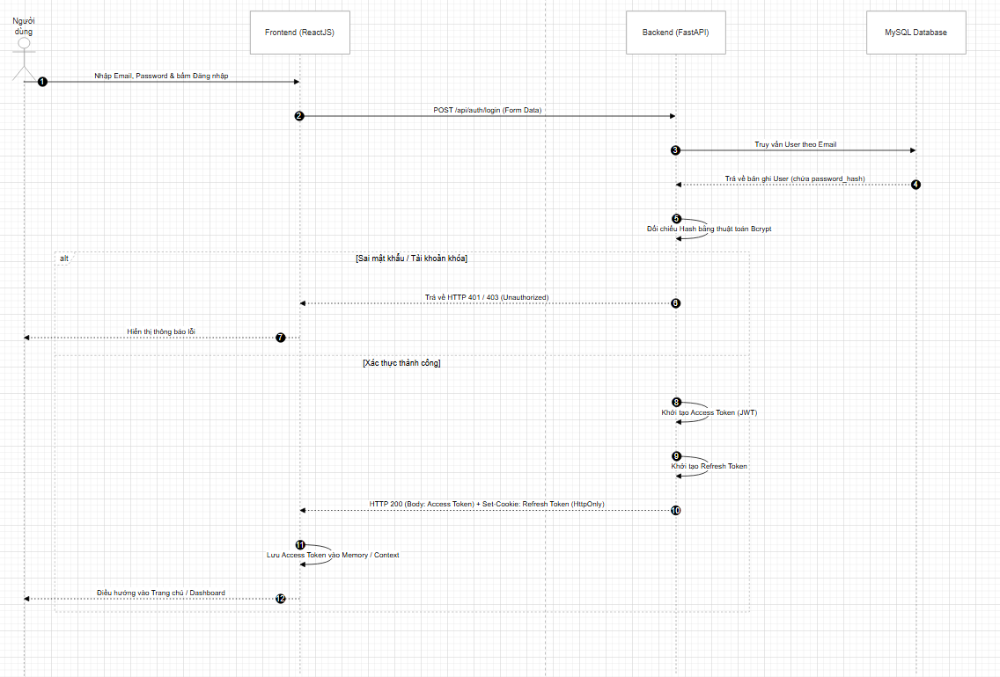 Người
dùng
Frontend (ReactJS)
Backend (FastAPI)
MySQL Database
1
Nhập Email, Password & bấm Đăng nhập
2
POST /api/auth/login (Form Data)
3
Truy vấn User theo Email
Trả về bản ghi User (chứa password_hash)
4
5
Đối chiếu Hash bằng thuật toán Bcrypt
alt
[Sai mật khẩu / Tài khoản khóa]
Trả về HTTP 401 / 403 (Unauthorized)
6
Hiển thị thông báo lỗi
7
[Xác thực thành công]
8
Khởi tạo Access Token (JWT)
9
Khởi tạo Refresh Token
HTTP 200 (Body: Access Token) + Set-Cookie: Refresh Token (HttpOnly)
10
11
Lưu Access Token vào Memory / Context
Điều hướng vào Trang chủ / Dashboard
12